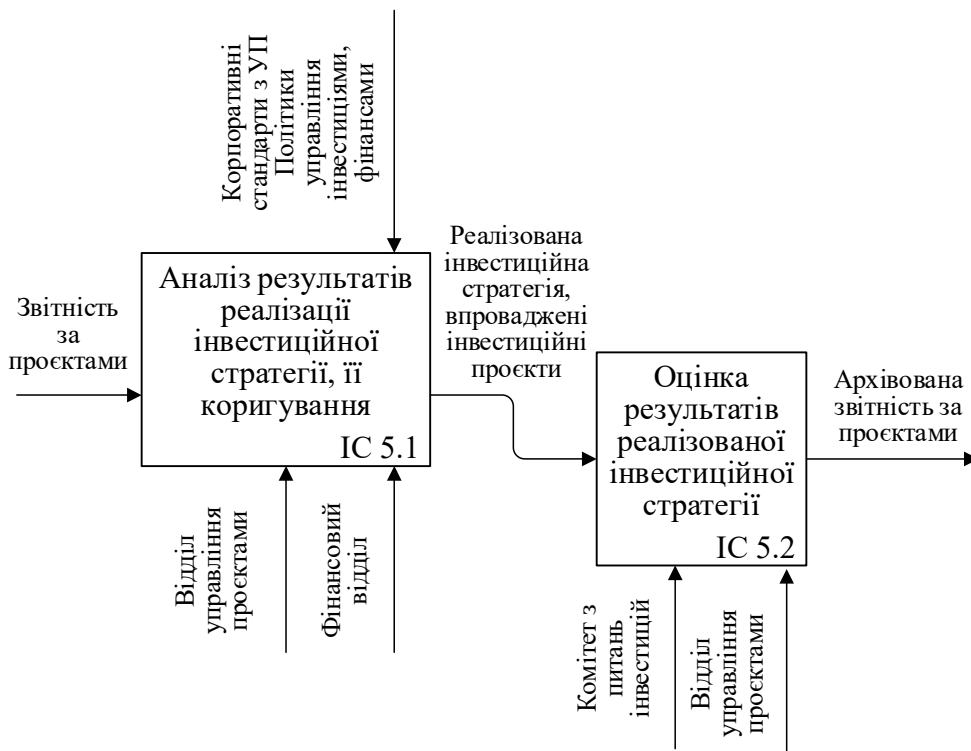 Корпоративні
стандарти з УП
Політики
управління
інвестиціями,
фінансами
Звітність
за
проєктами
Аналіз результатів
реалізації
інвестиційної
стратегії, її
коригування
ІС 5.1
Реалізована
інвестиційна
стратегія,
впроваджені
інвестиційні
проєкти
Відділ
управління
проєктами
Фінансовий
відділ
Оцінка
результатів
реалізованої
інвестиційної
стратегії
ІС 5.2
Архівована
звітність за
проєктами
Комітет з
питань
інвестицій
Відділ
управління
проєктами